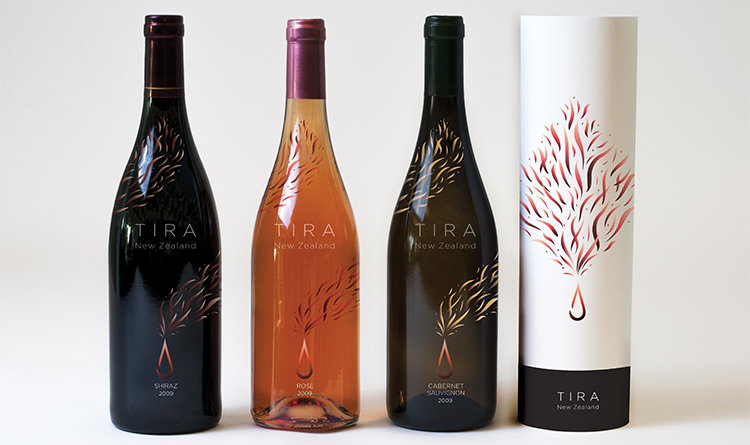 TIRA
New Zealand
SHIRAZ
2009
TIRA
New Zealand
ROSE
2009
TIRA
New Zealand
CABERNET
SAUVIGNON
2009
TIRA
New Zealand